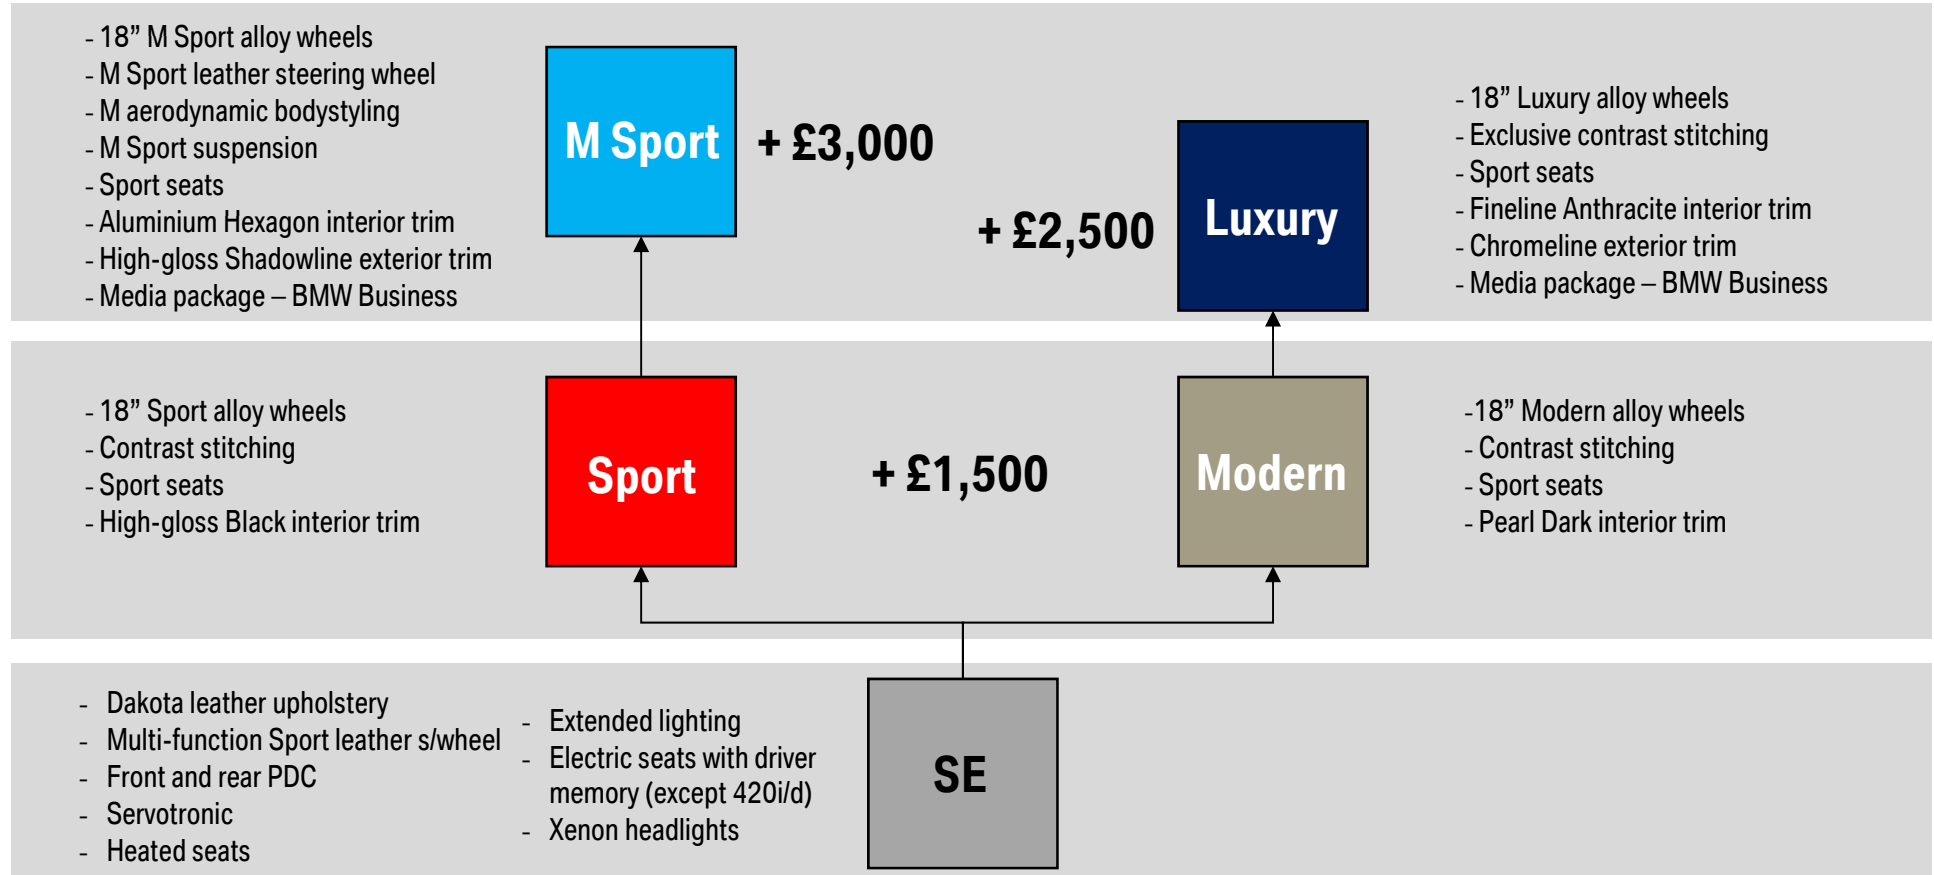 - 18” M Sport alloy wheels
- M Sport leather steering wheel
- M aerodynamic bodystyling
- M Sport suspension
- Sport seats
- Aluminium Hexagon interior trim
- High-gloss Shadowline exterior trim
- Media package – BMW Business
M Sport
+ £3,000
+ £2,500
Luxury
- 18” Luxury alloy wheels
- Exclusive contrast stitching
- Sport seats
- Fineline Anthracite interior trim
- Chromeline exterior trim
- Media package – BMW Business
- 18” Sport alloy wheels
- Contrast stitching
- Sport seats
- High-gloss Black interior trim
Sport
+ £1,500
Modern
-18” Modern alloy wheels
- Contrast stitching
- Sport seats
- Pearl Dark interior trim
- Dakota leather upholstery
- Multi-function Sport leather s/wheel
- Front and rear PDC
- Servotronic
- Heated seats
- Extended lighting
- Electric seats with driver
memory (except 420i/d)
- Xenon headlights
SE